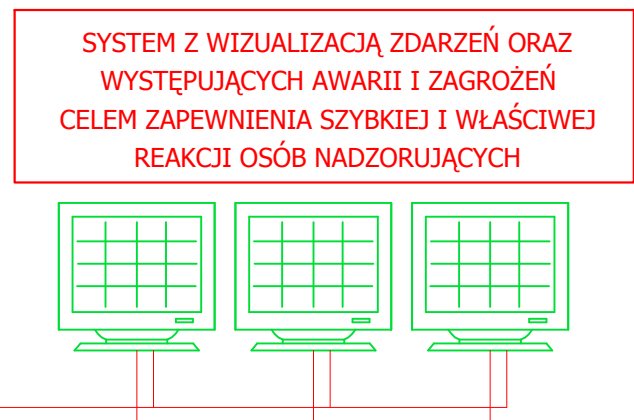 SYSTEM Z WIZUALIZACJĄ ZDARZEŃ ORAZ
WYSTĘPUJĄCYCH AWARII I ZAGROŻEŃ
CELEM ZAPEWNIENIA SZYBKIEJ I WŁAŚCIWEJ
REAKCJI OSÓB NADZORUJĄCYCH